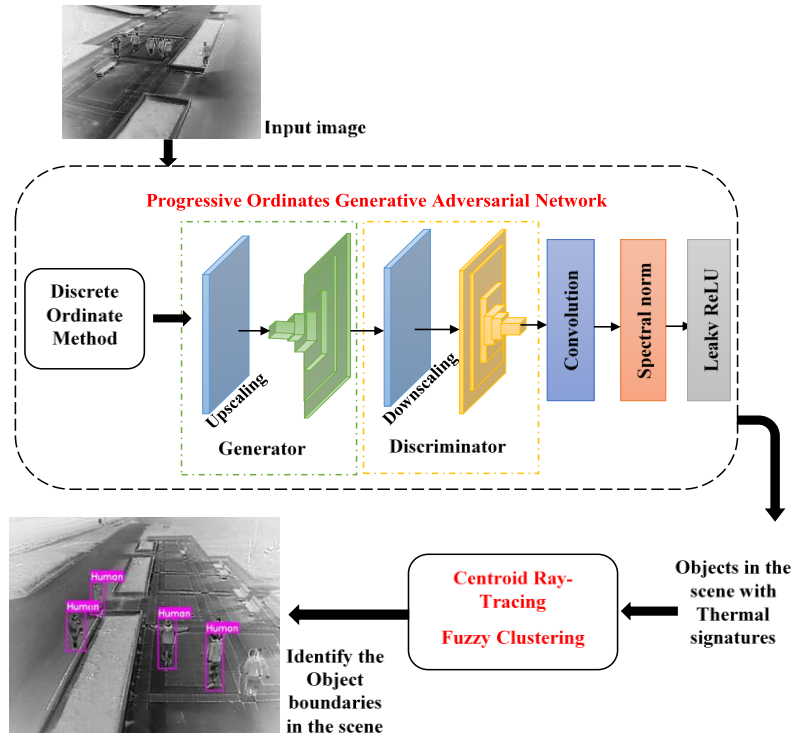 Input image
Progressive Ordinates Generative Adversarial Network
Discrete
Ordinate
Method
Upscaling
Generator
Downscaling
Discriminator
Convolution
Spectral norm
Leaky ReLU
Objects in the
scene with
Thermal
signatures
Centroid Ray-
Tracing
Fuzzy Clustering
Identify the
Object
boundaries
in the scene
Human
Human
Human
Human